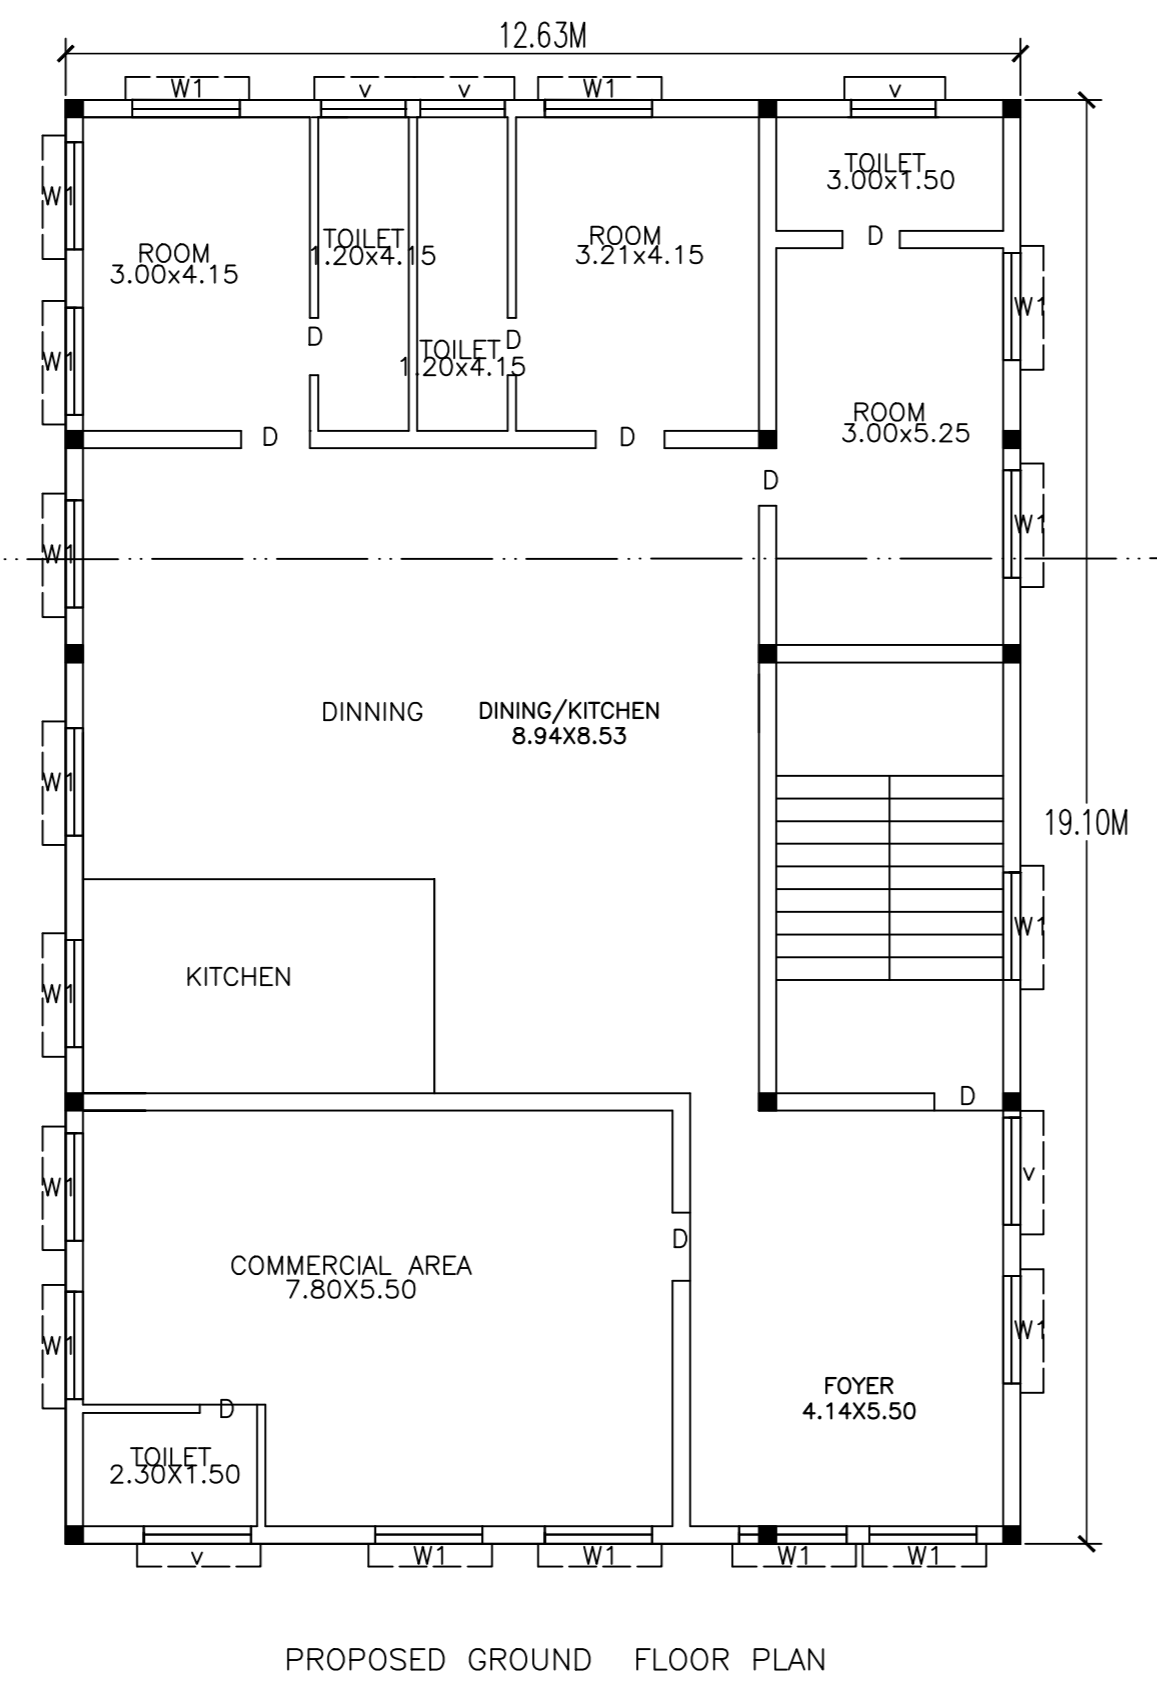 12.63M
W1
v
v
W1
v
TOILET
3.00x1.50
W1
D
TOILET
1.20x4.15
ROOM
3.21x4.15
ROOM
3.00x4.15
W1
D
D
TOILET
1.20x4.15
W1
ROOM
3.00x5.25
D
D
D
W1
W1
DINNING
DINING/KITCHEN
8.94X8.53
W1
19.10M
W1
KITCHEN
W1
D
v
W1
D
COMMERCIAL AREA
7.80X5.50
W1
W1
FOYER
4.14X5.50
D
TOILET
2.30X1.50
v
W1
W1
W1
W1
PROPOSED GROUND FLOOR PLAN